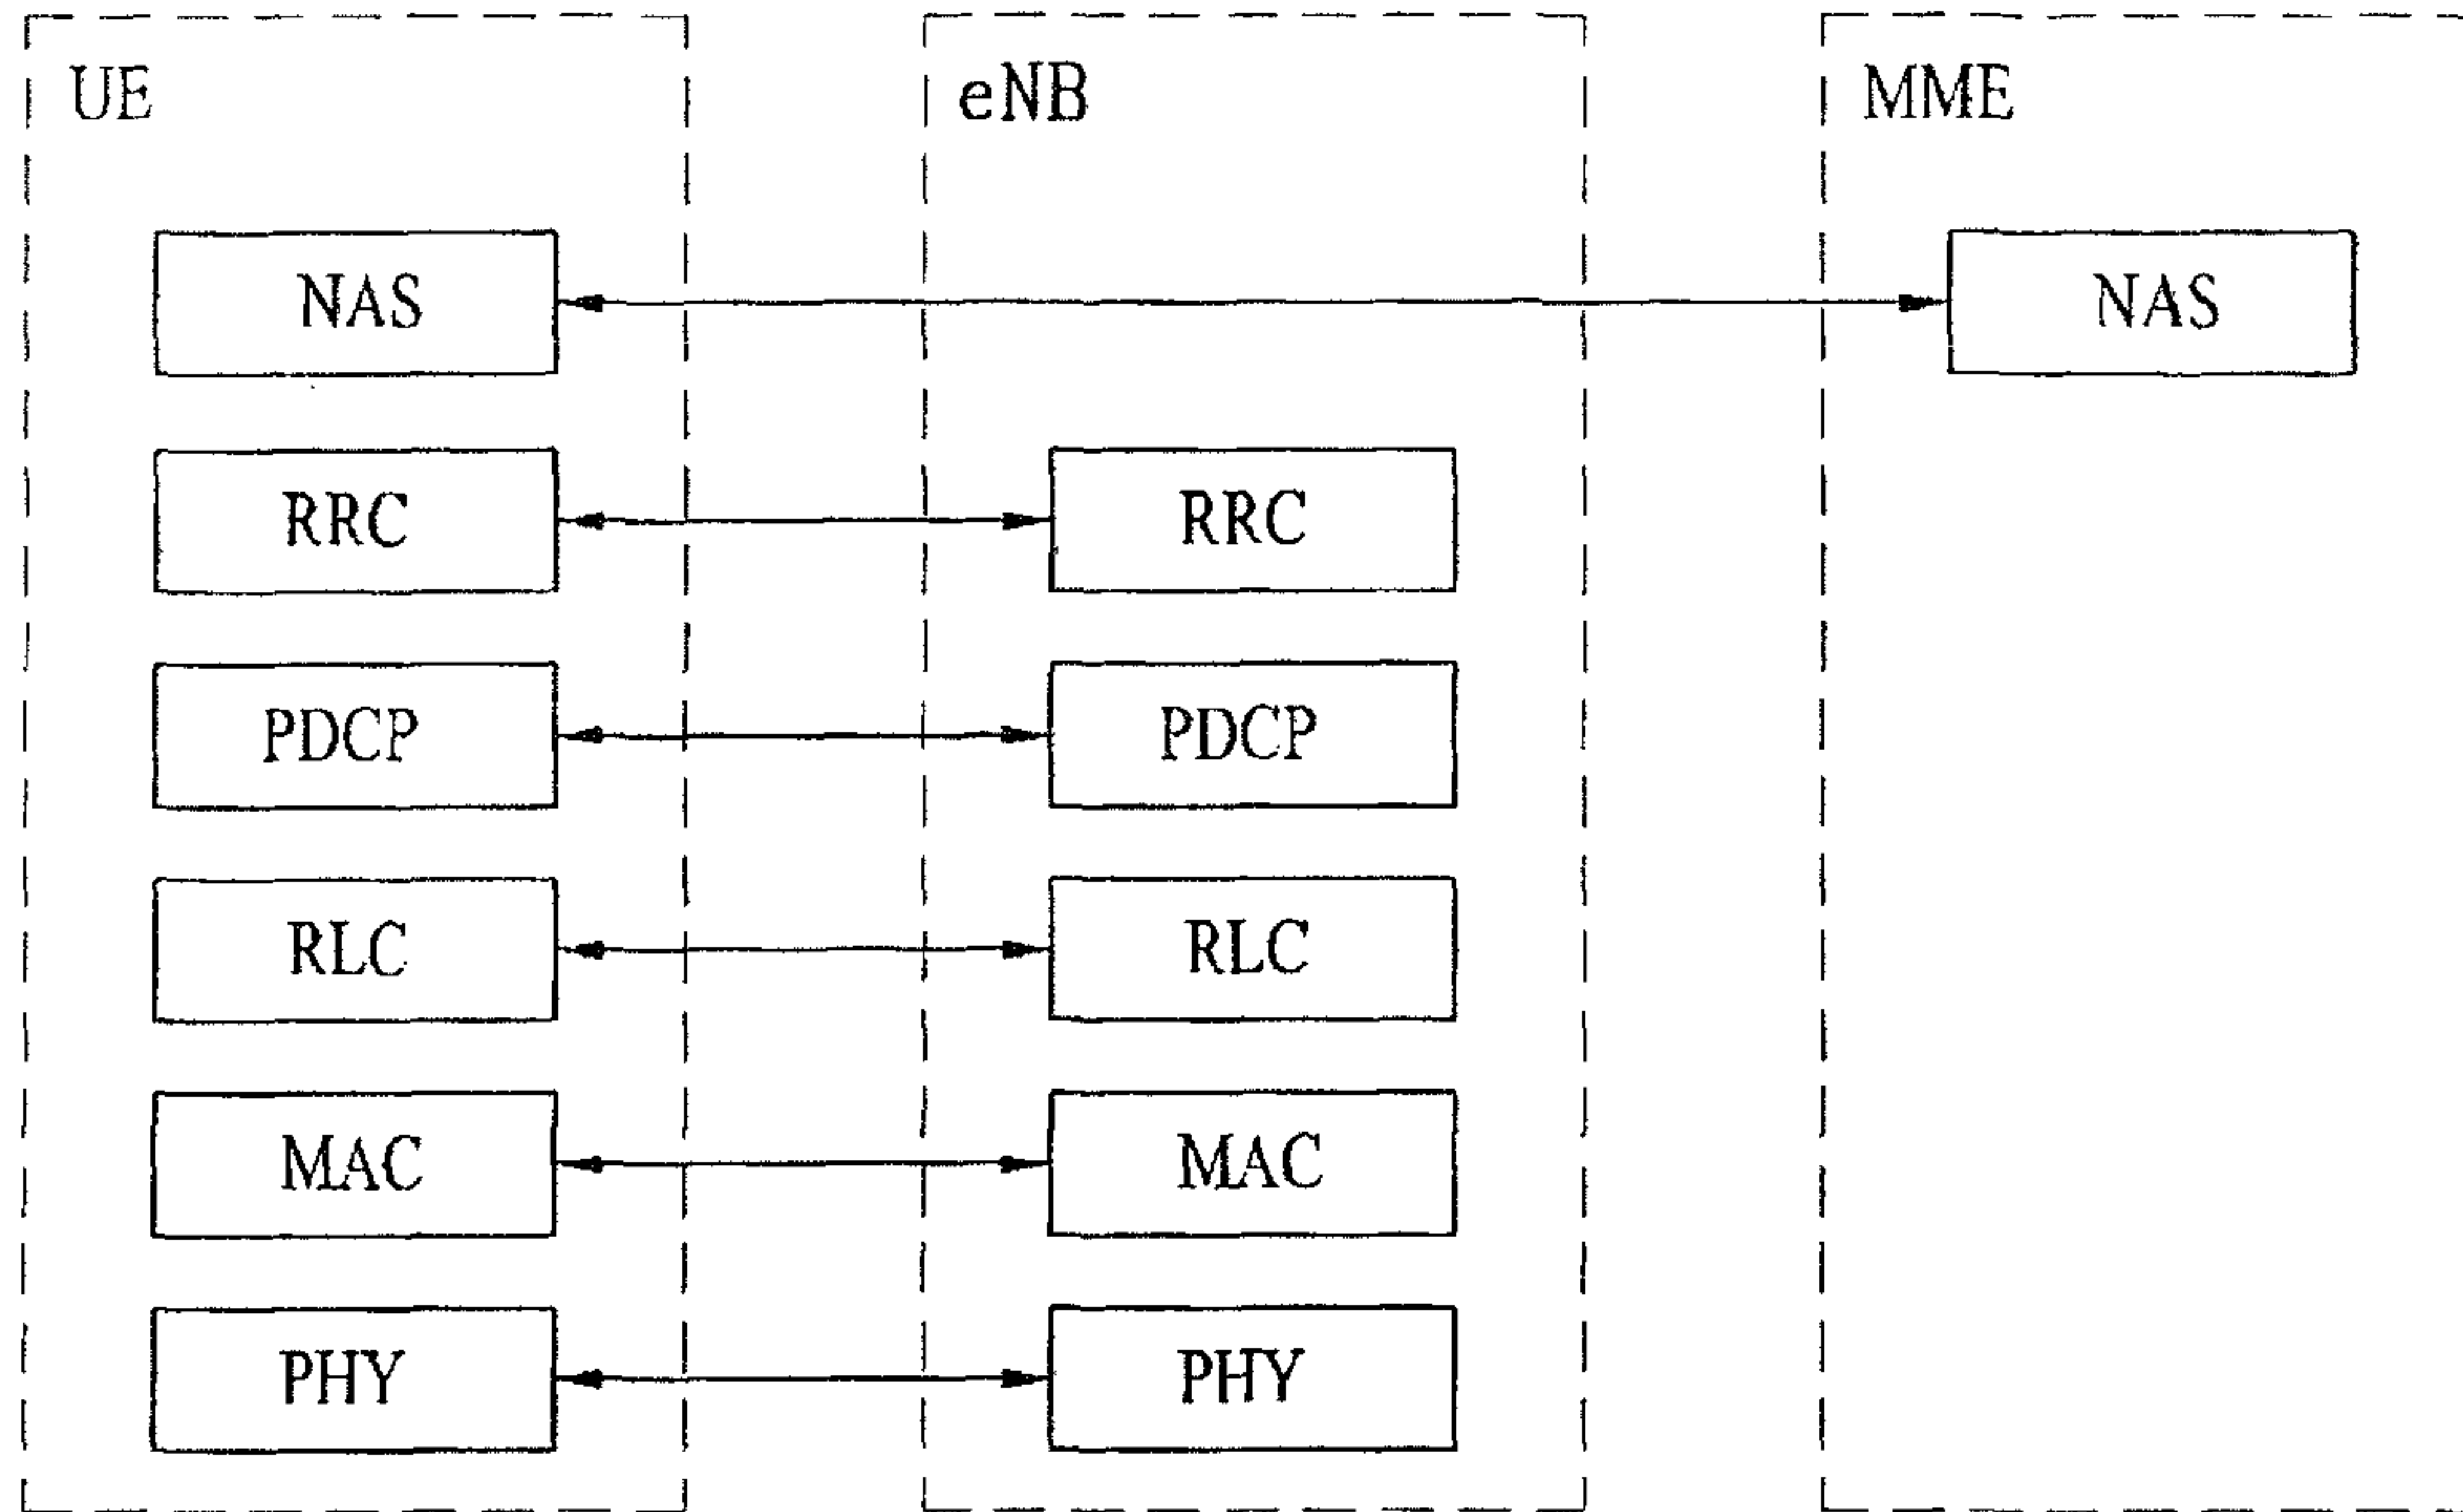 UE
eNB
MME
NAS
NAS
RRC
RRC
PDCP
PDCP
RLC
RLC
MAC
MAC
PHY
PHY